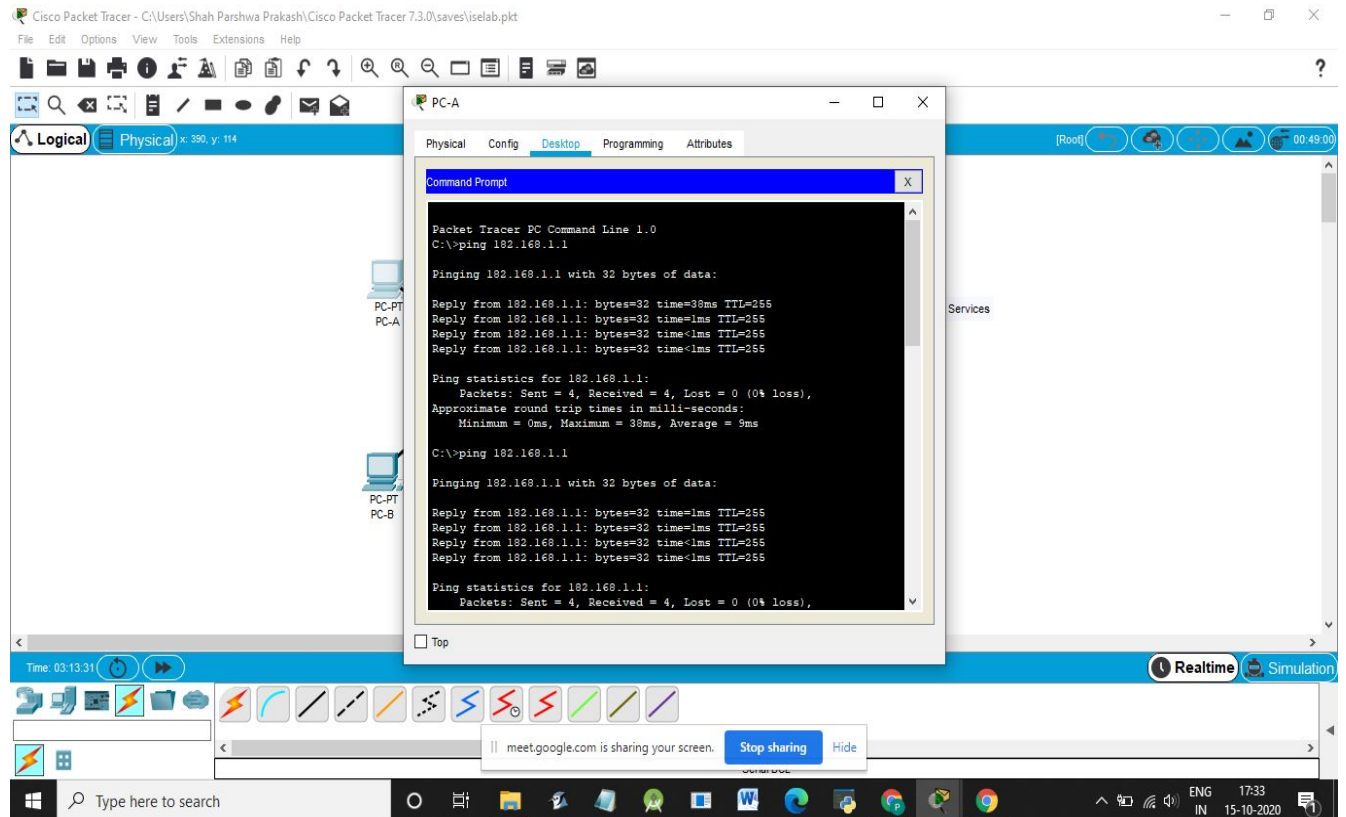 Cisco Packet Tracer - C:\Users\Shah Parshwa Prakash\Cisco Packet Tracer 7.3.0\saves\iselab.pkt
File Edit Options View Tools Extensions Help
?
PC-A
Logical Physical x: 390, y: 114
[Root] 00:49:00
Physical Config Desktop Programming Attributes
Command Prompt X
Packet Tracer PC Command Line 1.0
C:\>ping 182.168.1.1
Pinging 182.168.1.1 with 32 bytes of data:
Reply from 182.168.1.1: bytes=32 time=38ms TTL=255
Reply from 182.168.1.1: bytes=32 time=1ms TTL=255
Reply from 182.168.1.1: bytes=32 time<1ms TTL=255
Reply from 182.168.1.1: bytes=32 time<1ms TTL=255
Ping statistics for 182.168.1.1:
Packets: Sent = 4, Received = 4, Lost = 0 (0% loss),
Approximate round trip times in milli-seconds:
Minimum = 0ms, Maximum = 38ms, Average = 9ms
C:\>ping 182.168.1.1
Pinging 182.168.1.1 with 32 bytes of data:
Reply from 182.168.1.1: bytes=32 time=1ms TTL=255
Reply from 182.168.1.1: bytes=32 time=1ms TTL=255
Reply from 182.168.1.1: bytes=32 time<1ms TTL=255
Reply from 182.168.1.1: bytes=32 time<1ms TTL=255
Ping statistics for 182.168.1.1:
Packets: Sent = 4, Received = 4, Lost = 0 (0% loss),
PC-PT
PC-A
Services
PC-PT
PC-B
Top
Time: 03:13:31
Realtime Simulation
meet.google.com is sharing your screen. Stop sharing Hide
Serial DCE
Type here to search
ENG 17:33
IN 15-10-2020
1